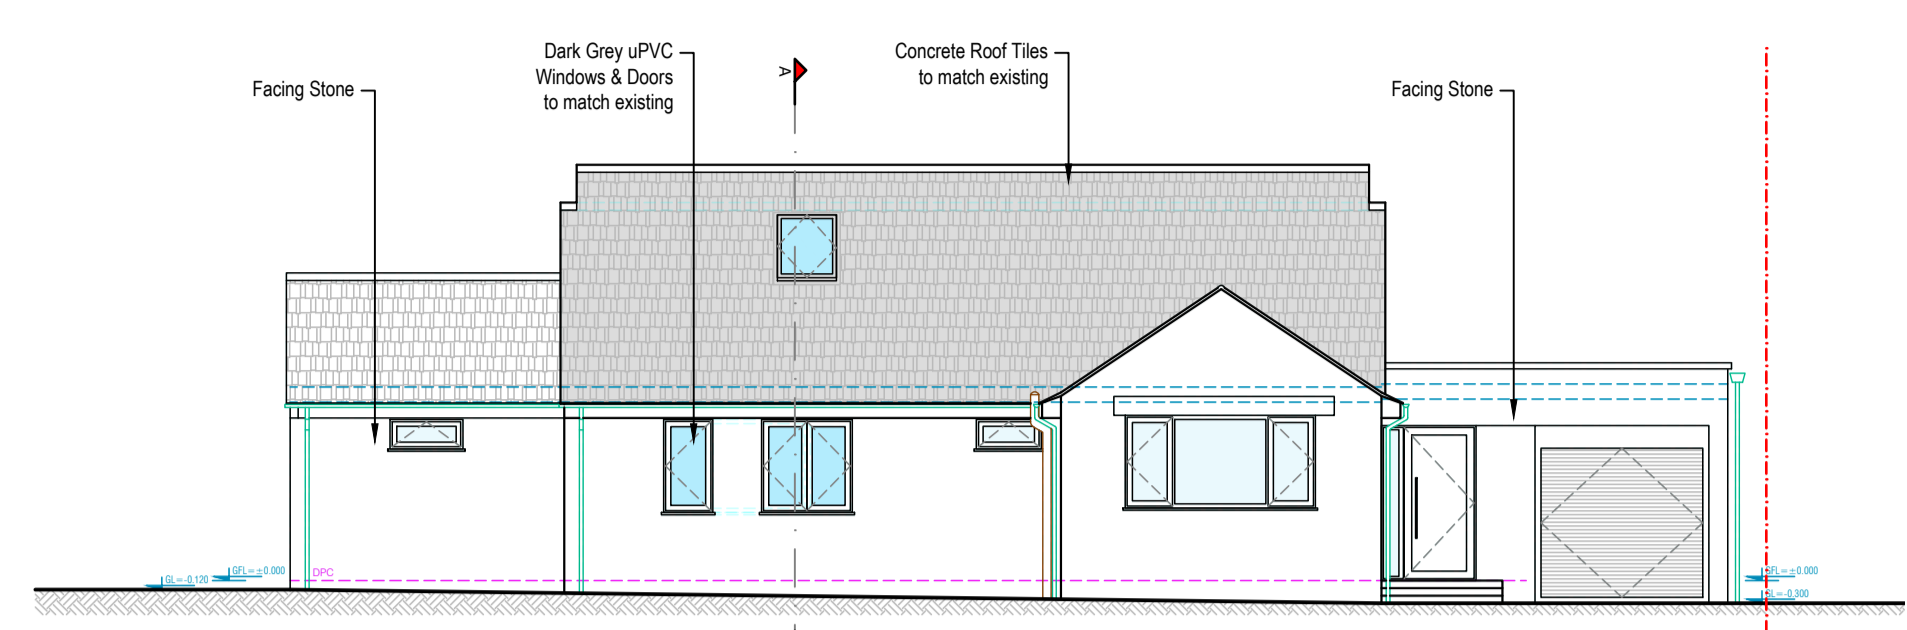 Dark Grey uPVC
Windows & Doors
to match existing
Concrete Roof Tiles
to match existing
Facing Stone
Facing Stone
A
GL=-0.120
GFL=±0.000
DPC
GFL=±0.000
GL=-0.300